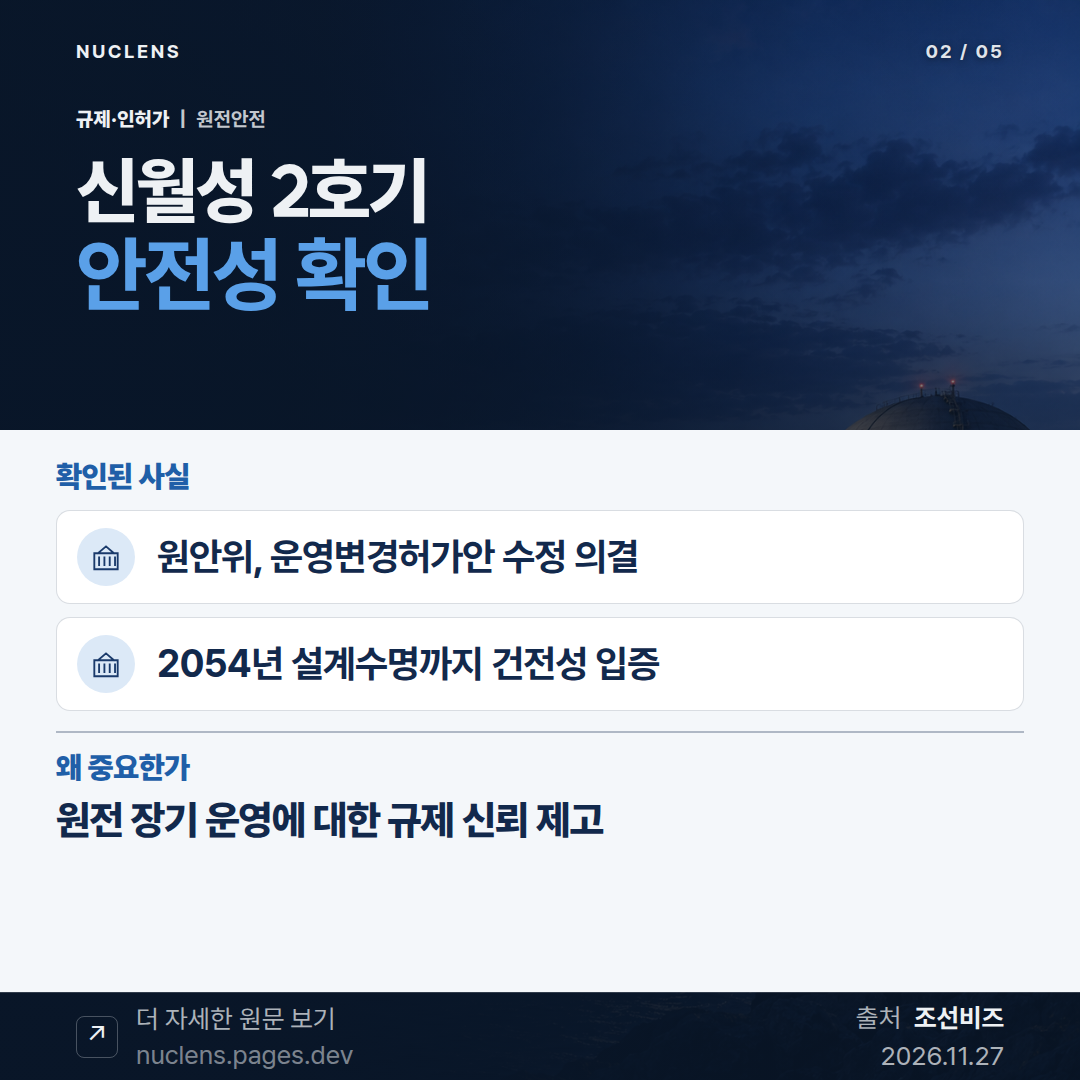 NUCLENS
02 / 05
규제·인허가 | 원전안전
신월성 2호기
안전성 확인
확인된 사실
원안위, 운영변경허가안 수정 의결
2054년 설계수명까지 건전성 입증
왜 중요한가
원전 장기 운영에 대한 규제 신뢰 제고
더 자세한 원문 보기
nuclens.pages.dev
출처 조선비즈
2026.11.27